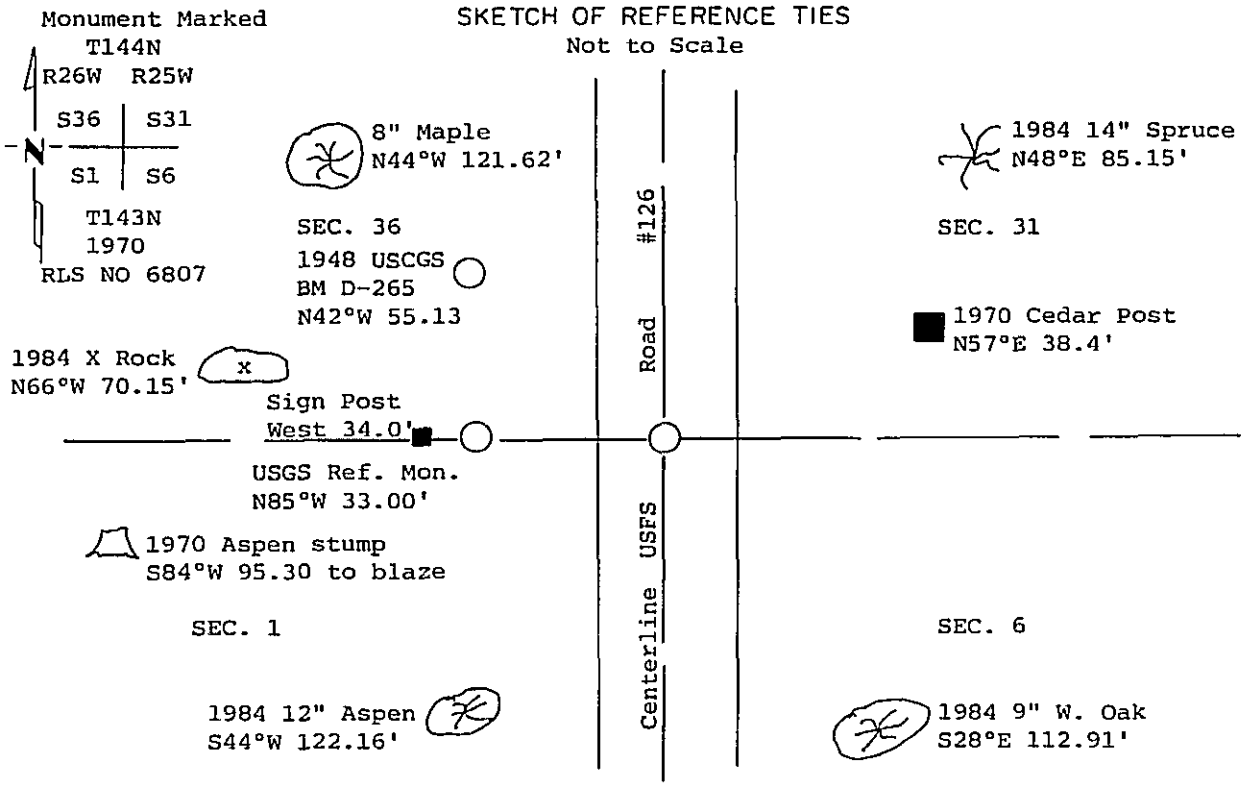 SKETCH OF REFERENCE TIES
Not to Scale
Monument Marked
T144N
R26W R25W
S36 S31
N
S1 S6
T143N
1970
RLS NO 6807
8" Maple
N44°W 121.62'
1984 14" Spruce
N48°E 85.15'
SEC. 36
SEC. 31
1948 USCGS
BM D-265
N42°W 55.13
1970 Cedar Post
N57°E 38.4'
1984 X Rock
N66°W 70.15'
x
Sign Post
West 34.0'
USGS Ref. Mon.
N85°W 33.00'
1970 Aspen stump
S84°W 95.30 to blaze
Centerline USFS Road #126
SEC. 1
SEC. 6
1984 12" Aspen
S44°W 122.16'
1984 9" W. Oak
S28°E 112.91'